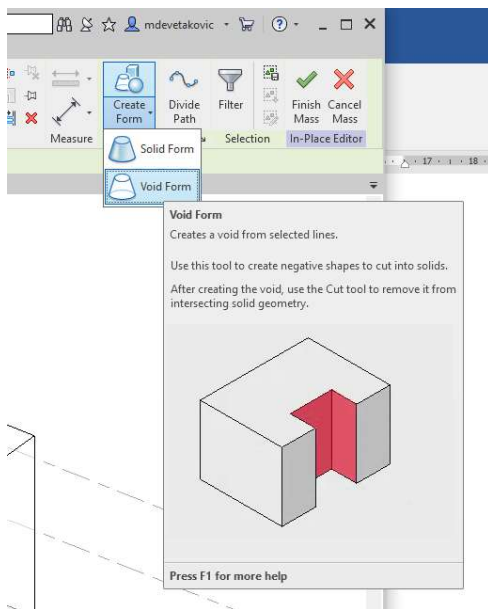 mdevetakovic
Create Form
Divide Path
Filter
Finish Mass
Cancel Mass
Measure
Selection
In-Place Editor
Solid Form
Void Form
17 18
Void Form
Creates a void from selected lines.
Use this tool to create negative shapes to cut into solids.
After creating the void, use the Cut tool to remove it from
intersecting solid geometry.
Press F1 for more help